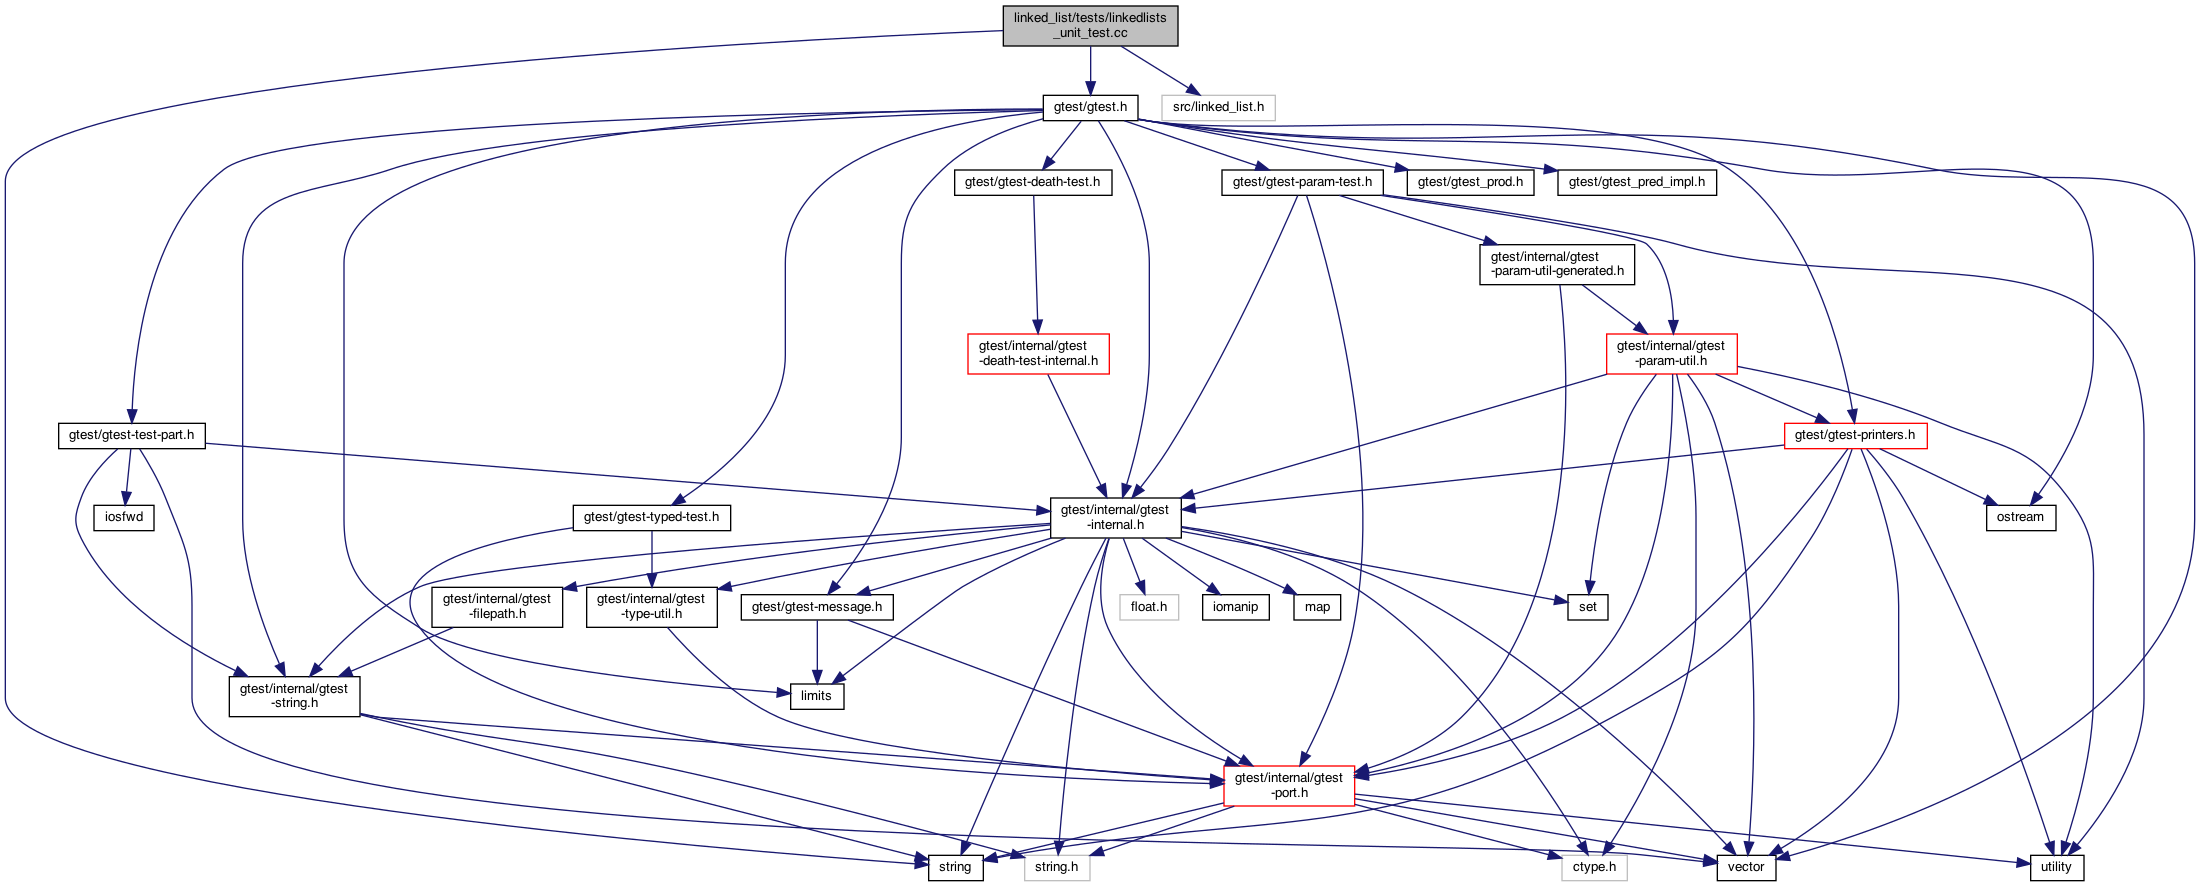 linked_list/tests/linkedlists
_unit_test.cc
gtest/gtest.h
src/linked_list.h
gtest/gtest-death-test.h
gtest/gtest-param-test.h
gtest/gtest_prod.h
gtest/gtest_pred_impl.h
gtest/internal/gtest
-param-util-generated.h
gtest/internal/gtest
-death-test-internal.h
gtest/internal/gtest
-param-util.h
gtest/gtest-test-part.h
gtest/gtest-printers.h
iosfwd
gtest/gtest-typed-test.h
gtest/internal/gtest
-internal.h
ostream
gtest/internal/gtest
-filepath.h
gtest/internal/gtest
-type-util.h
gtest/gtest-message.h
float.h
iomanip
map
set
gtest/internal/gtest
-string.h
limits
gtest/internal/gtest
-port.h
string
string.h
ctype.h
vector
utility